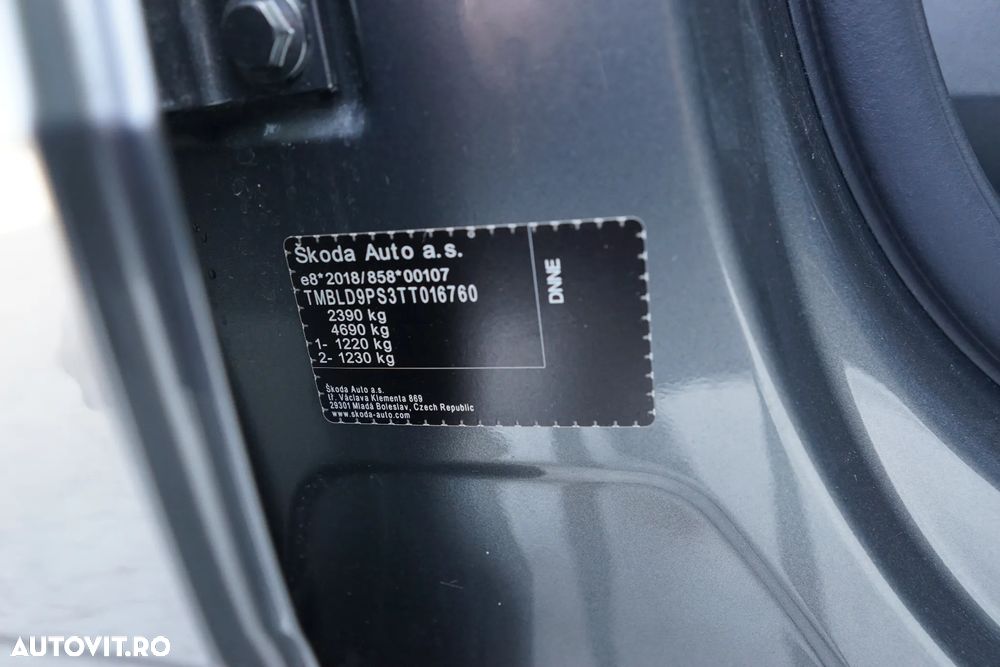 Škoda Auto a.s.
e8*2018/858*00107
TMBLD9PS3TT016760
2390 kg
4690 kg
1- 1220 kg
2- 1230 kg
DNNE
Škoda Auto a.s.
tř. Václava Klementa 869
29301 Mladá Boleslav, Czech Republic
www.skoda-auto.com
AUTOVIT.RO